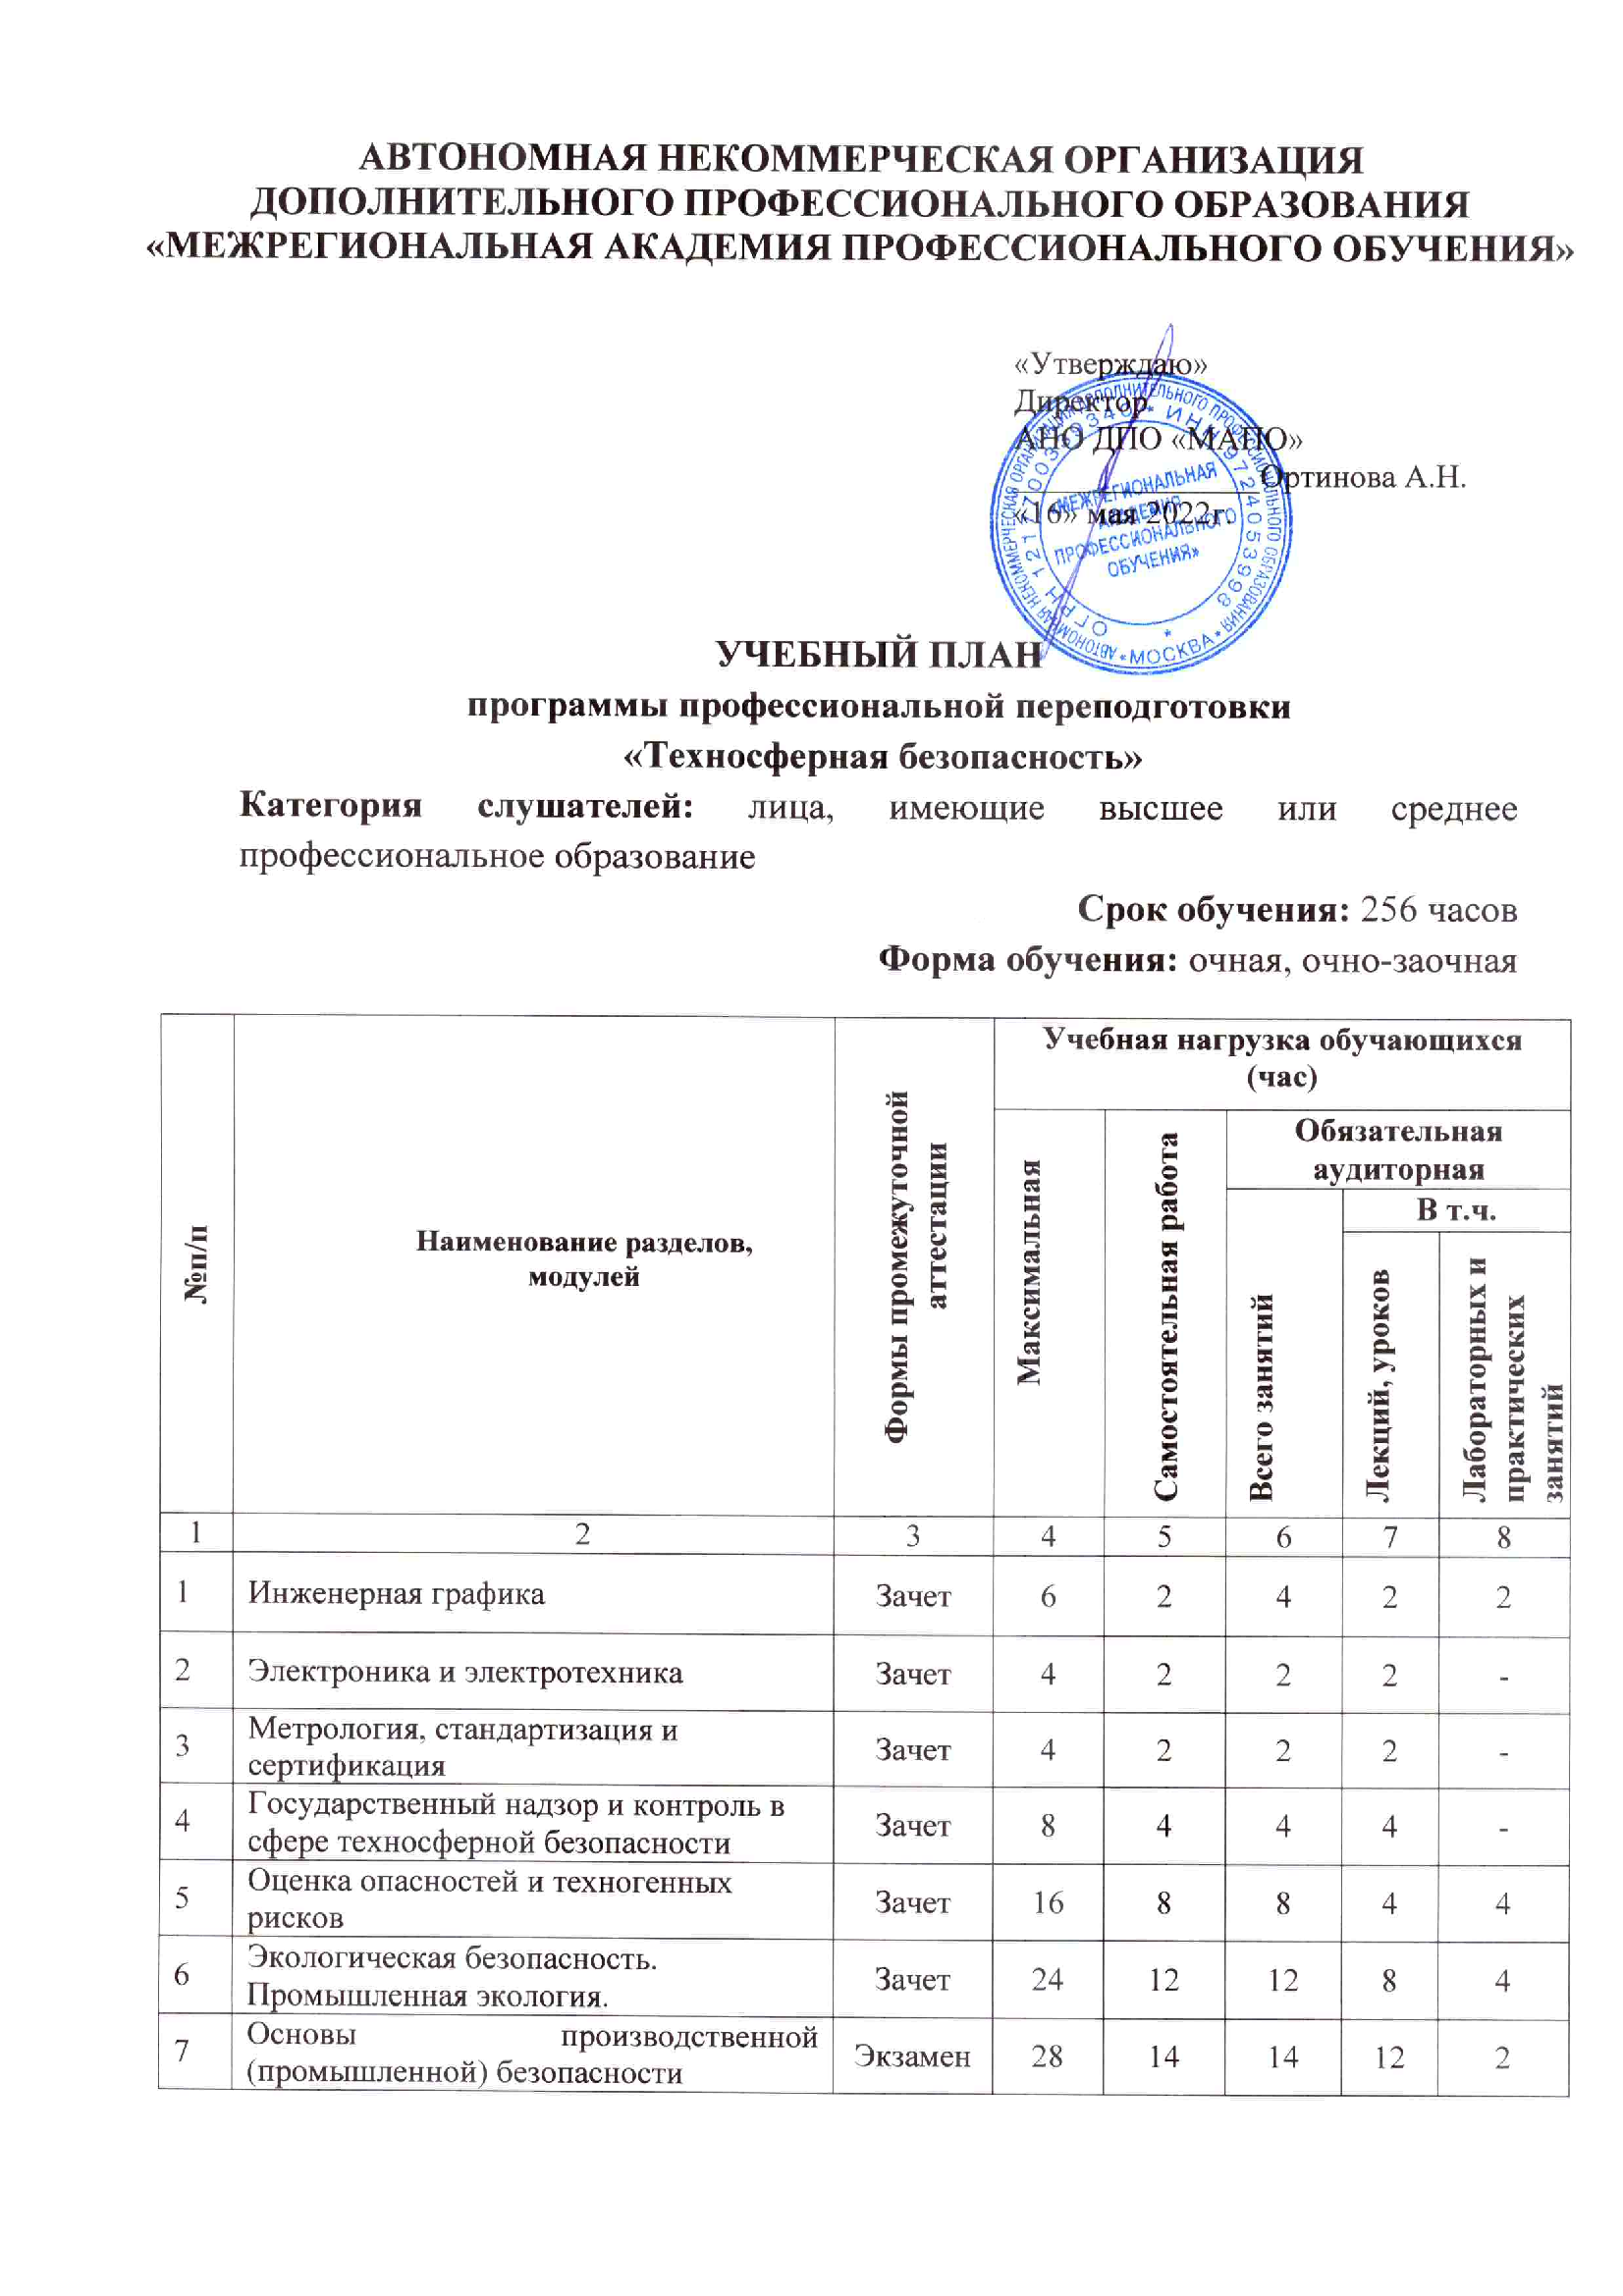 АВТОНОМНАЯ НЕКОММЕРЧЕСКАЯ ОРГАНИЗАЦИЯ
ДОПОЛНИТЕЛЬНОГО ПРОФЕССИОНАЛЬНОГО ОБРАЗОВАНИЯ
«МЕЖРЕГИОНАЛЬНАЯ АКАДЕМИЯ ПРОФЕССИОНАЛЬНОГО ОБУЧЕНИЯ»
«Утверждаю»
Директор
АНО ДПО «МАПО»
Ортинова А.Н.
«16» мая 2022г.
АВТОНОМНАЯ НЕКОММЕРЧЕСКАЯ ОРГАНИЗАЦИЯ ДОПОЛНИТЕЛЬНОГО ПРОФЕССИОНАЛЬНОГО ОБРАЗОВАНИЯ
* МОСКВА *
ОГРН
* ИНН 9724053998
«МЕЖРЕГИОНАЛЬНАЯ
АКАДЕМИЯ
ПРОФЕССИОНАЛЬНОГО
ОБУЧЕНИЯ»
УЧЕБНЫЙ ПЛАН
программы профессиональной переподготовки
«Техносферная безопасность»
Категория слушателей: лица, имеющие высшее или среднее
профессиональное образование
Срок обучения: 256 часов
Форма обучения: очная, очно-заочная
№п/п
Наименование разделов,
модулей
Формы промежуточной
аттестации
Учебная нагрузка обучающихся
(час)
Максимальная
Самостоятельная работа
Обязательная
аудиторная
Всего занятий
В т.ч.
Лекций, уроков
Лабораторных и
практических
занятий
1 2 3 4 5 6 7 8
1 Инженерная графика Зачет 6 2 4 2 2
2 Электроника и электротехника Зачет 4 2 2 2 -
3 Метрология, стандартизация и
сертификация Зачет 4 2 2 2 -
4 Государственный надзор и контроль в
сфере техносферной безопасности Зачет 8 4 4 4 -
5 Оценка опасностей и техногенных
рисков Зачет 16 8 8 4 4
6 Экологическая безопасность.
Промышленная экология. Зачет 24 12 12 8 4
7 Основы производственной
(промышленной) безопасности Экзамен 28 14 14 12 2